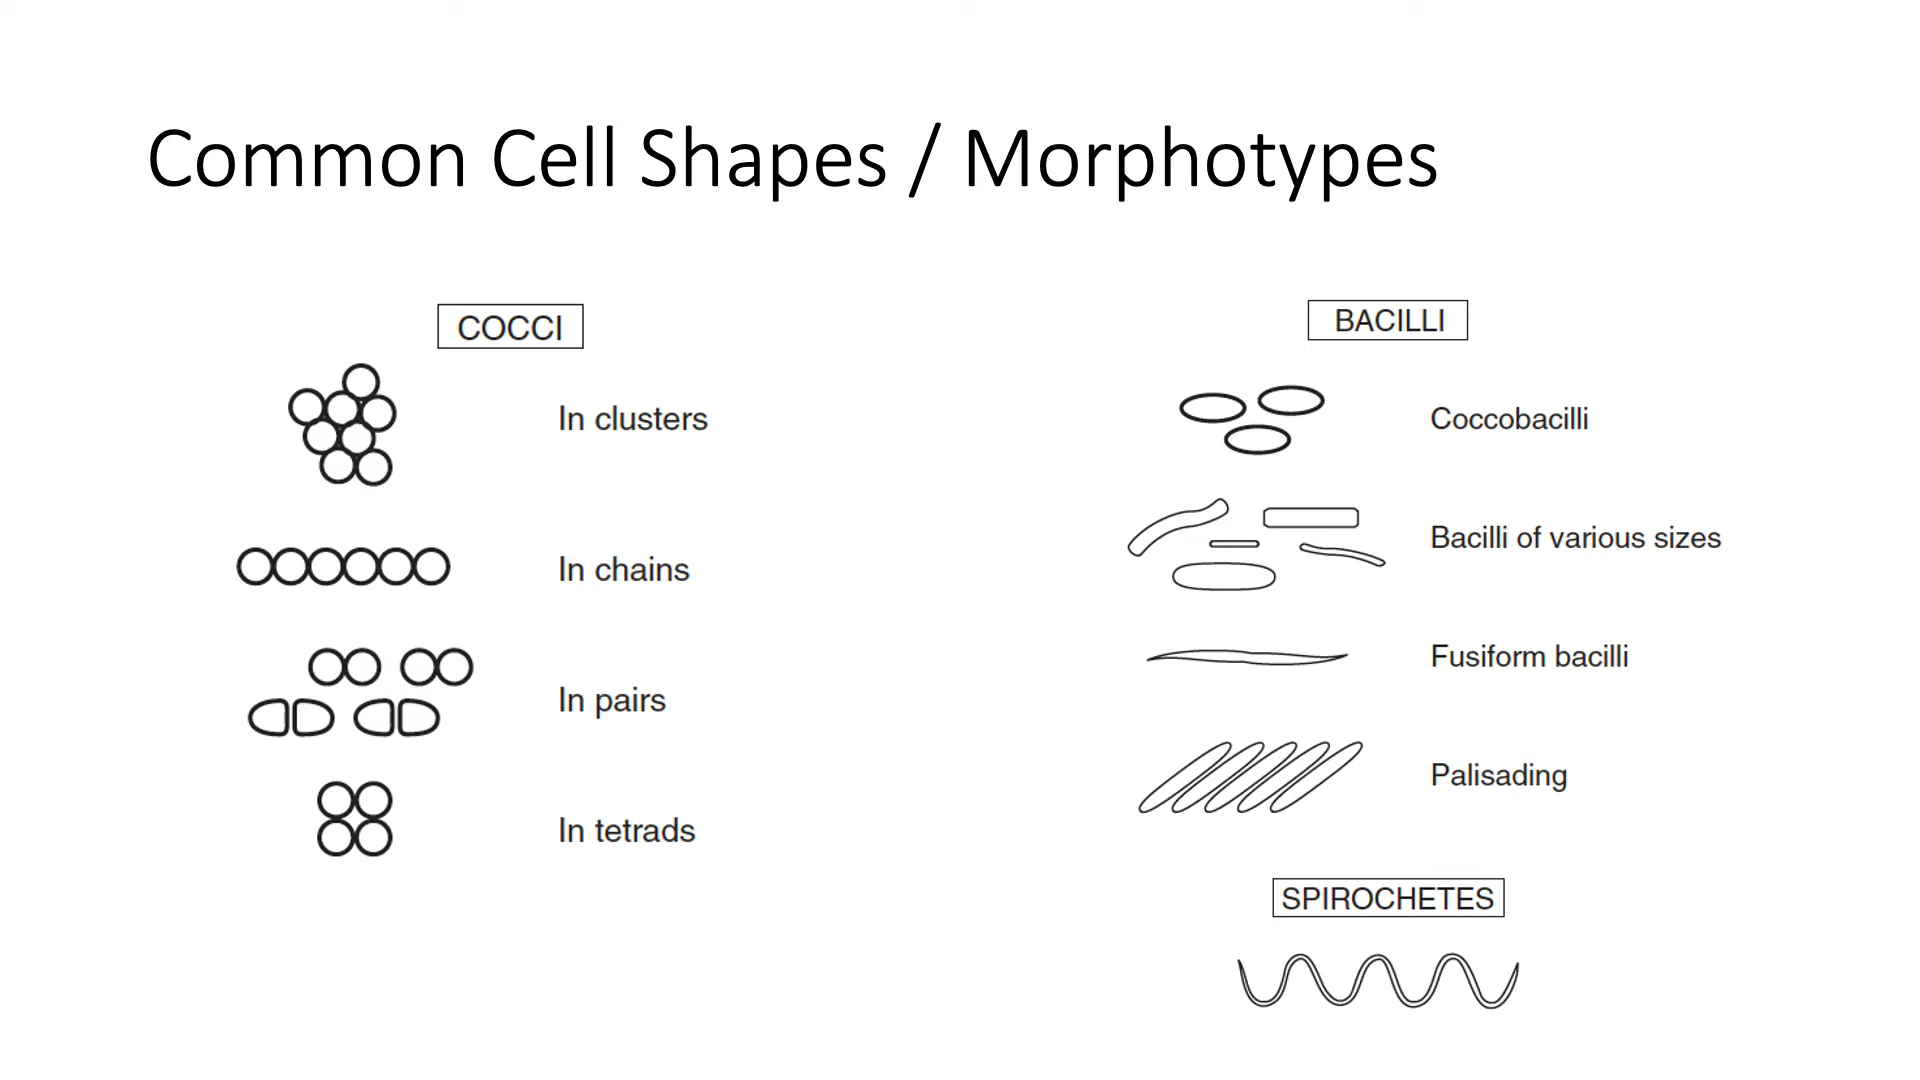 Common Cell Shapes / Morphotypes
COCCI
In clusters
In chains
In pairs
In tetrads
BACILLI
Coccobacilli
Bacilli of various sizes
Fusiform bacilli
Palisading
SPIROCHETES